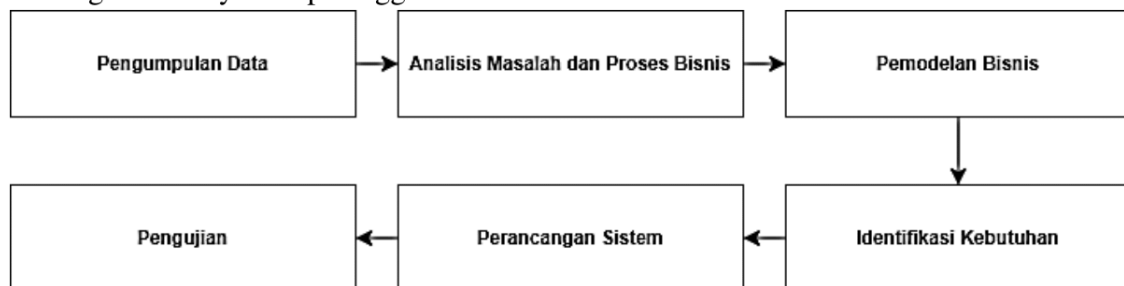 Pengumpulan Data
Analisis Masalah dan Proses Bisnis
Pemodelan Bisnis
Identifikasi Kebutuhan
Perancangan Sistem
Pengujian